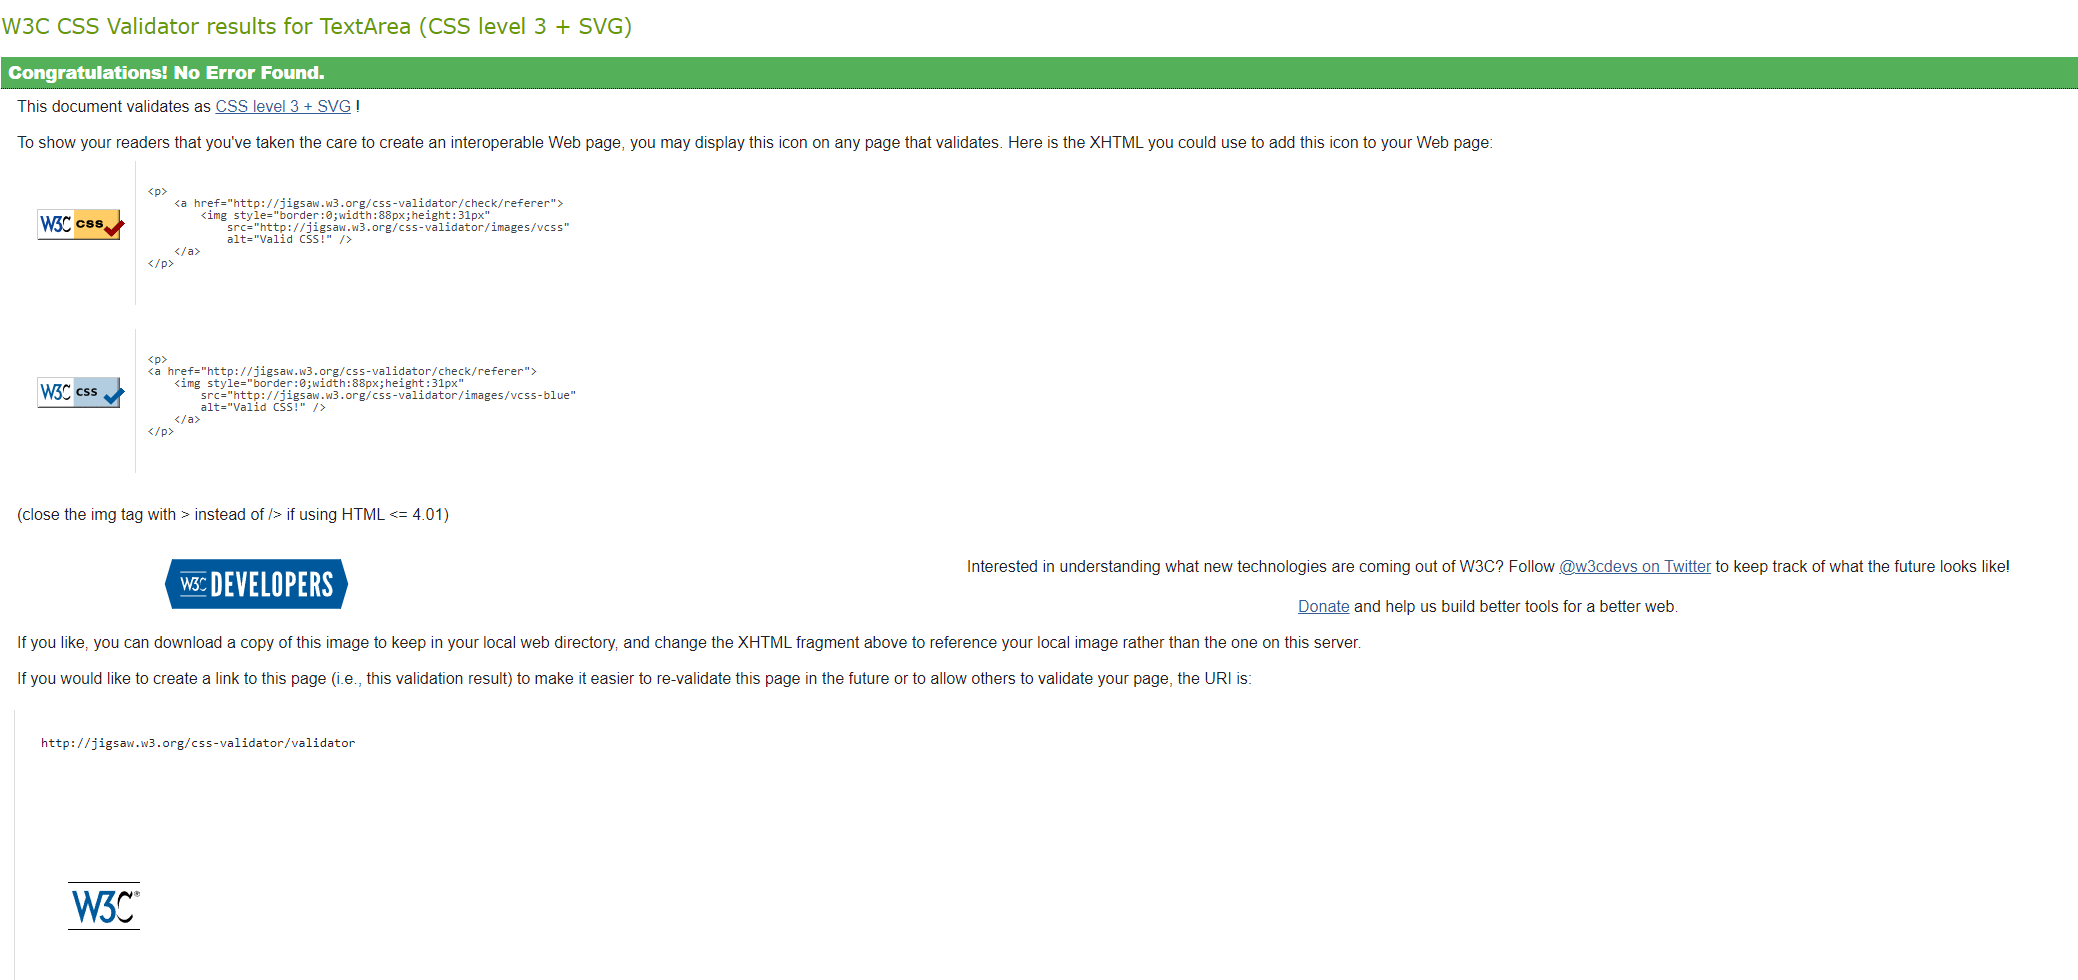 W3C CSS Validator results for TextArea (CSS level 3 + SVG)
Congratulations! No Error Found.
This document validates as CSS level 3 + SVG !
To show your readers that you've taken the care to create an interoperable Web page, you may display this icon on any page that validates. Here is the XHTML you could use to add this icon to your Web page:
W3C css
<p>
    <a href="http://jigsaw.w3.org/css-validator/check/referer">
        <img style="border:0;width:88px;height:31px"
            src="http://jigsaw.w3.org/css-validator/images/vcss"
            alt="Valid CSS!" />
    </a>
</p>
W3C css
<p>
<a href="http://jigsaw.w3.org/css-validator/check/referer">
    <img style="border:0;width:88px;height:31px"
        src="http://jigsaw.w3.org/css-validator/images/vcss-blue"
        alt="Valid CSS!" />
    </a>
</p>
(close the img tag with > instead of /> if using HTML <= 4.01)
W3C DEVELOPERS
Interested in understanding what new technologies are coming out of W3C? Follow @w3cdevs on Twitter to keep track of what the future looks like!
Donate and help us build better tools for a better web.
If you like, you can download a copy of this image to keep in your local web directory, and change the XHTML fragment above to reference your local image rather than the one on this server.
If you would like to create a link to this page (i.e., this validation result) to make it easier to re-validate this page in the future or to allow others to validate your page, the URI is:
http://jigsaw.w3.org/css-validator/validator
W3C®